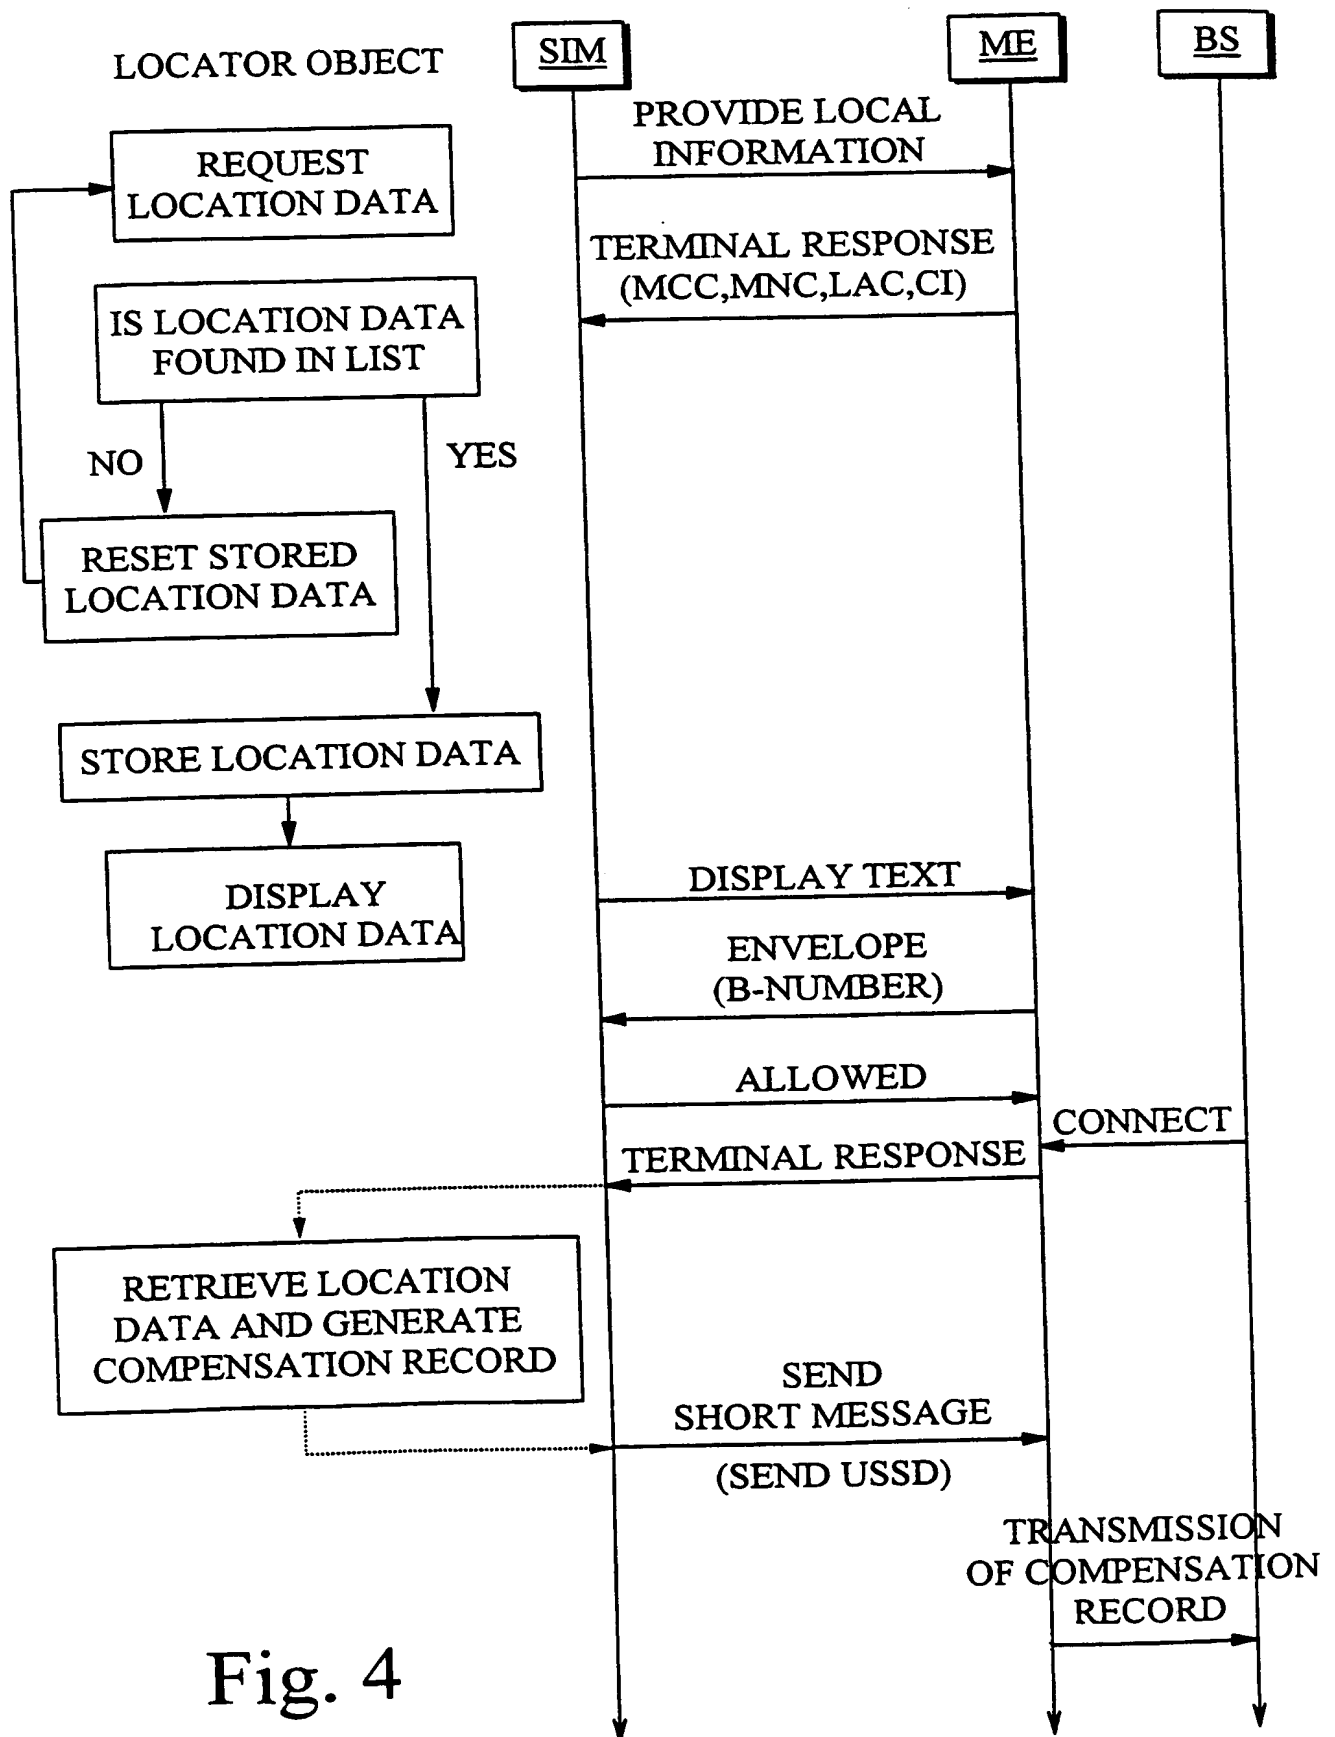 LOCATOR OBJECT
SIM
ME
BS
REQUEST
LOCATION DATA
PROVIDE LOCAL
INFORMATION
TERMINAL RESPONSE
(MCC,MNC,LAC,CI)
IS LOCATION DATA
FOUND IN LIST
NO
YES
RESET STORED
LOCATION DATA
STORE LOCATION DATA
DISPLAY
LOCATION DATA
DISPLAY TEXT
ENVELOPE
(B-NUMBER)
ALLOWED
CONNECT
TERMINAL RESPONSE
RETRIEVE LOCATION
DATA AND GENERATE
COMPENSATION RECORD
SEND
SHORT MESSAGE
(SEND USSD)
TRANSMISSION
OF COMPENSATION
RECORD
Fig. 4